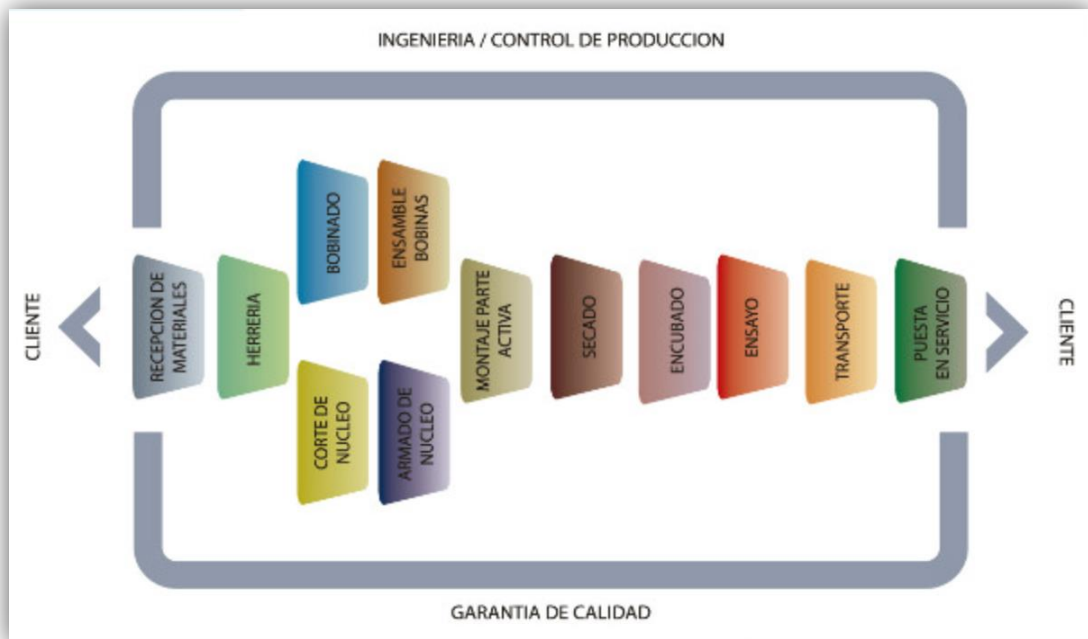 INGENIERIA / CONTROL DE PRODUCCION
CLIENTE
RECEPCION DE
MATERIALES
HERRERIA
BOBINADO
ENSAMBLE
BOBINAS
CORTE DE
NUCLEO
ARMADO DE
NUCLEO
MONTAJE PARTE
ACTIVA
SECADO
ENCUBADO
ENSAYO
TRANSPORTE
PUESTA
EN SERVICIO
CLIENTE
GARANTIA DE CALIDAD